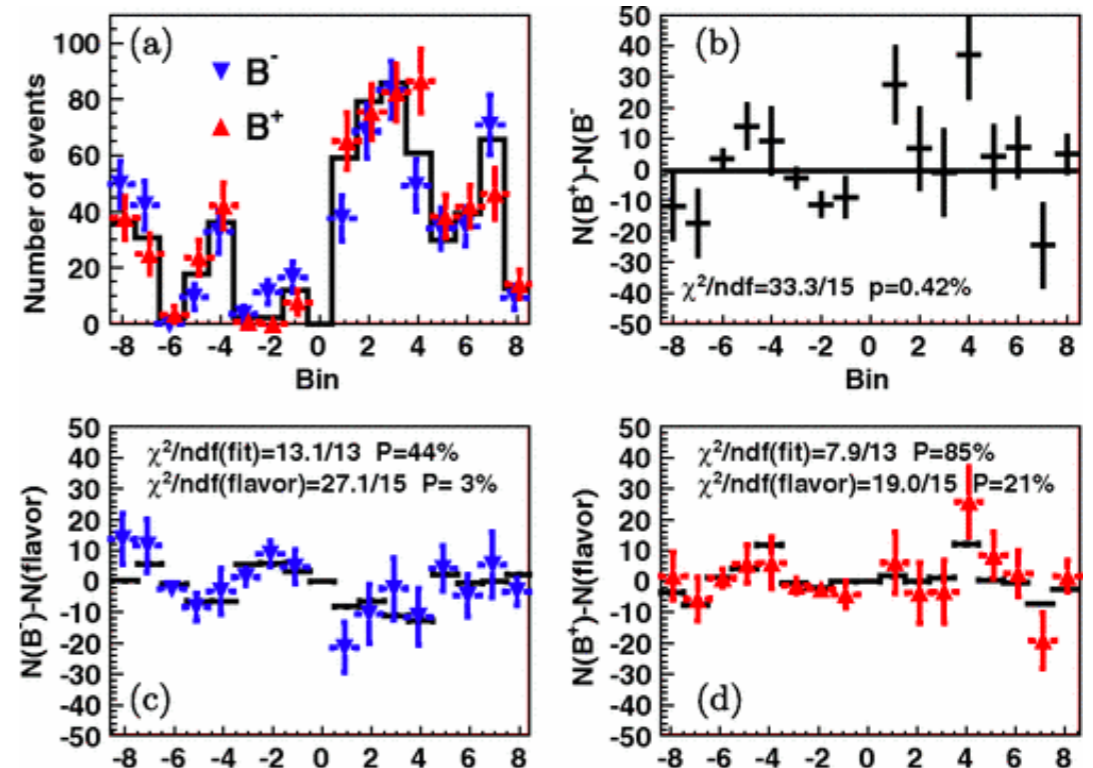 (a)
B⁻
B⁺
Number of events
100
80
60
40
20
0
-8 -6 -4 -2 0 2 4 6 8
Bin
(b)
N(B⁺)-N(B⁻
50
40
30
20
10
0
-10
-20
-30
-40
-50
χ²/ndf=33.3/15 p=0.42%
-8 -6 -4 -2 0 2 4 6 8
Bin
χ²/ndf(fit)=13.1/13 P=44%
χ²/ndf(flavor)=27.1/15 P= 3%
N(B⁻)-N(flavor)
50
40
30
20
10
0
-10
-20
-30
-40
-50
(c)
-8 -6 -4 -2 0 2 4 6 8
χ²/ndf(fit)=7.9/13 P=85%
χ²/ndf(flavor)=19.0/15 P=21%
N(B⁺)-N(flavor)
50
40
30
20
10
0
-10
-20
-30
-40
-50
(d)
-8 -6 -4 -2 0 2 4 6 8